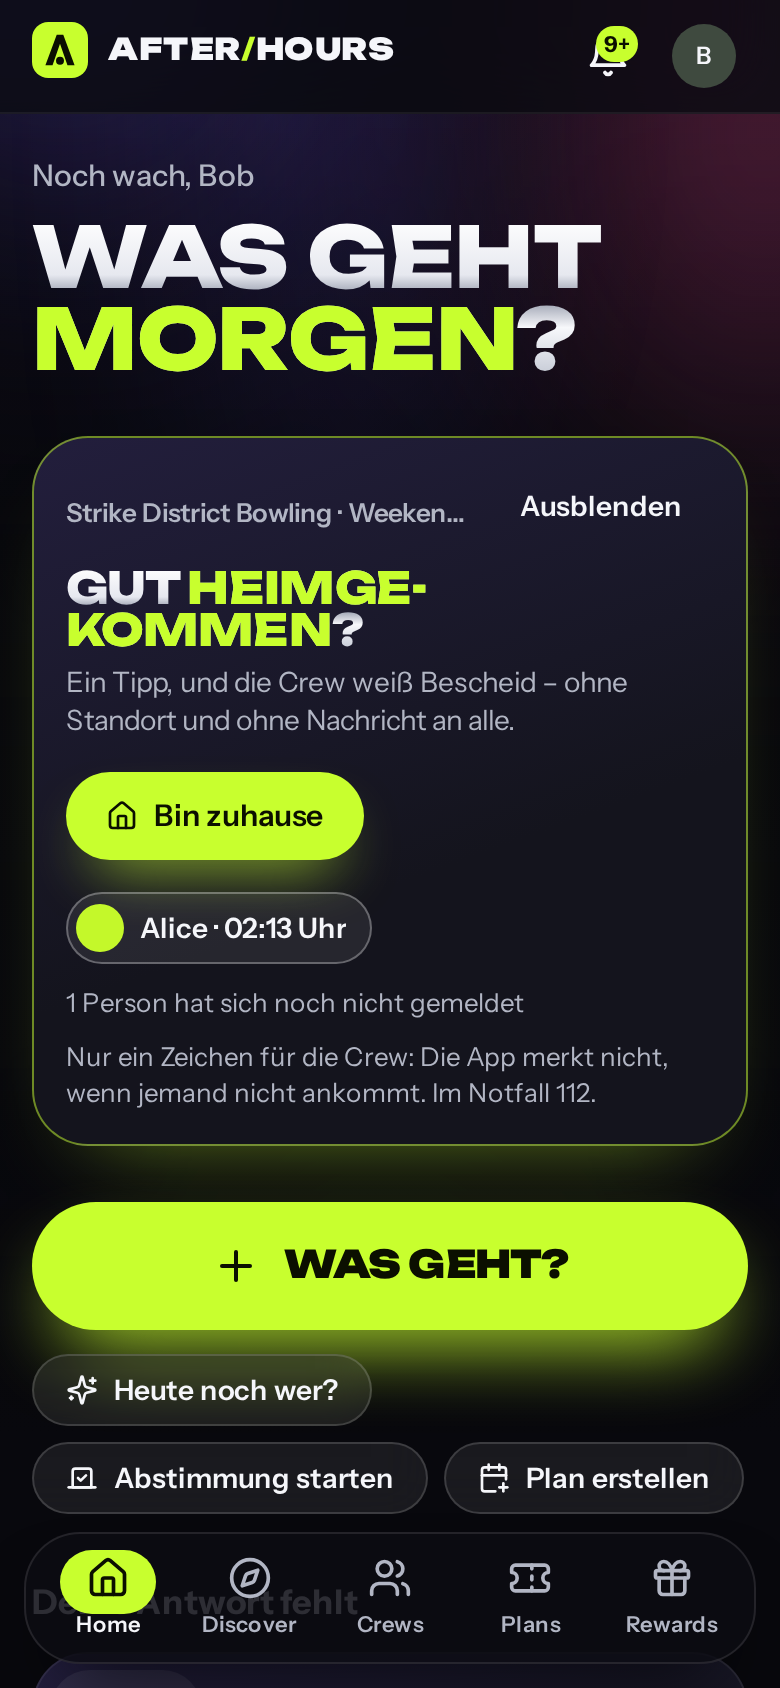 AFTER/HOURS
9+
B
Noch wach, Bob
WAS GEHT
MORGEN?
Strike District Bowling · Weeken...
Ausblenden
GUT HEIMGE-
KOMMEN?
Ein Tipp, und die Crew weiß Bescheid – ohne
Standort und ohne Nachricht an alle.
Bin zuhause
Alice · 02:13 Uhr
1 Person hat sich noch nicht gemeldet
Nur ein Zeichen für die Crew: Die App merkt nicht,
wenn jemand nicht ankommt. Im Notfall 112.
WAS GEHT?
Heute noch wer?
Abstimmung starten
Plan erstellen
Antwort fehlt
Home
Discover
Crews
Plans
Rewards